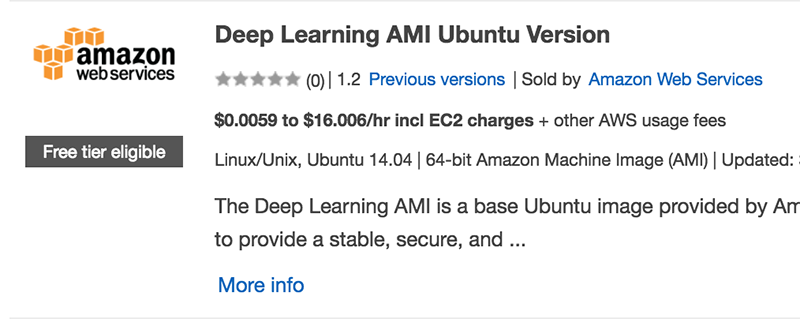 amazon
web services
Free tier eligible
Deep Learning AMI Ubuntu Version
(0) | 1.2 Previous versions | Sold by Amazon Web Services
$0.0059 to $16.006/hr incl EC2 charges + other AWS usage fees
Linux/Unix, Ubuntu 14.04 | 64-bit Amazon Machine Image (AMI) | Updated:
The Deep Learning AMI is a base Ubuntu image provided by Am
to provide a stable, secure, and ...
More info